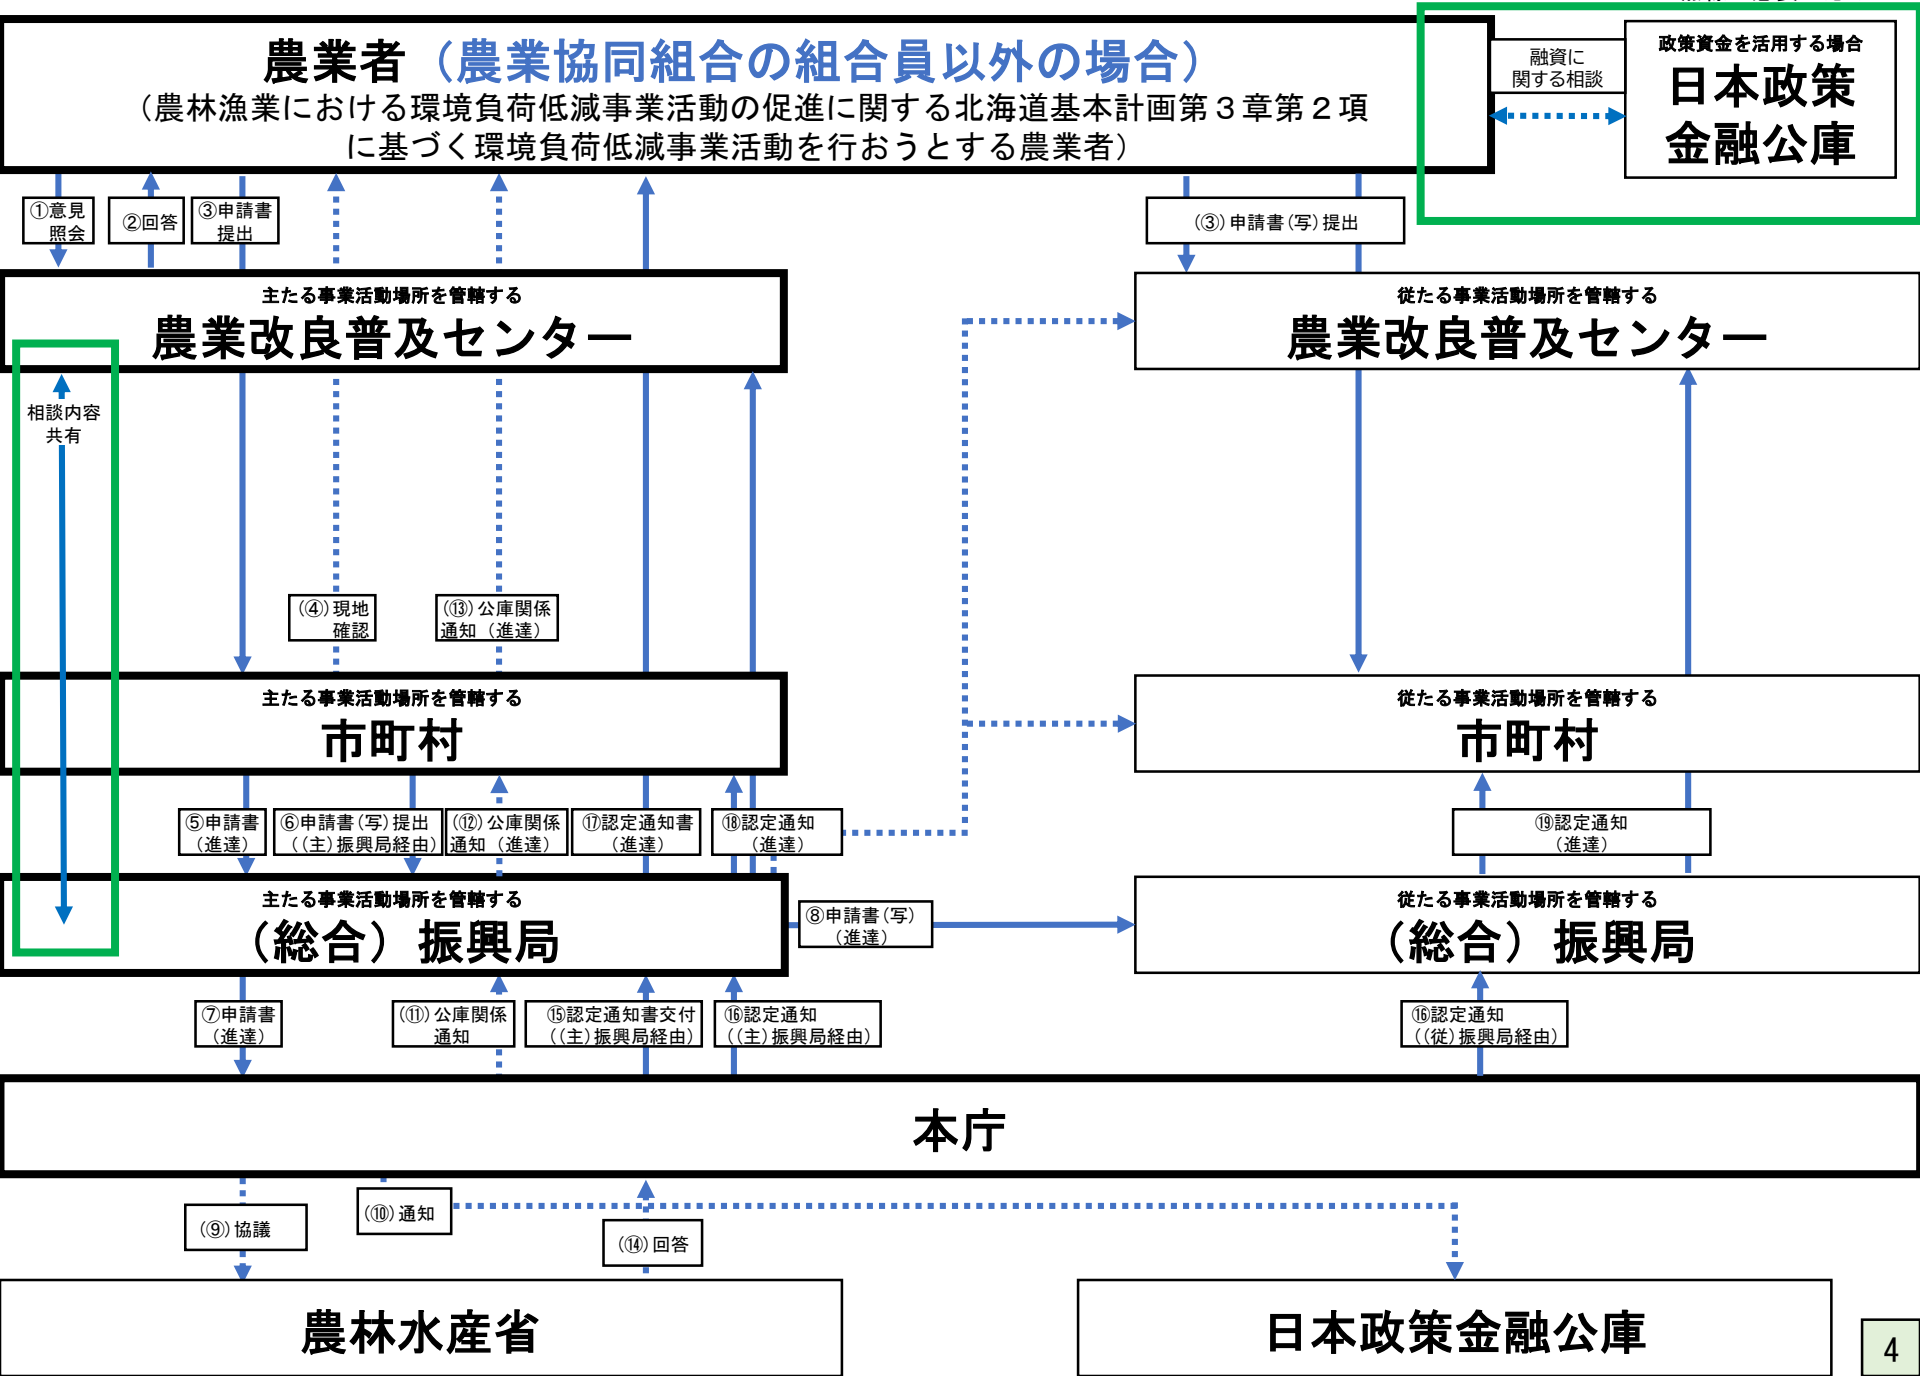 農業者（農業協同組合の組合員以外の場合）
（農林漁業における環境負荷低減事業活動の促進に関する北海道基本計画第３章第２項
に基づく環境負荷低減事業活動を行おうとする農業者）
融資に
関する相談
政策資金を活用する場合
日本政策
金融公庫
①意見
照会
②回答
③申請書
提出
(③)申請書(写)提出
主たる事業活動場所を管轄する
農業改良普及センター
従たる事業活動場所を管轄する
農業改良普及センター
相談内容
共有
(④)現地
確認
(⑬)公庫関係
通知（進達）
主たる事業活動場所を管轄する
市町村
従たる事業活動場所を管轄する
市町村
⑤申請書
（進達）
⑥申請書(写)提出
((主)振興局経由)
(⑫)公庫関係
通知（進達）
⑰認定通知書
（進達）
⑱認定通知
（進達）
⑲認定通知
（進達）
主たる事業活動場所を管轄する
（総合）振興局
⑧申請書(写)
（進達）
従たる事業活動場所を管轄する
（総合）振興局
⑦申請書
（進達）
(⑪)公庫関係
通知
⑮認定通知書交付
((主)振興局経由)
⑯認定通知
((主)振興局経由)
⑯認定通知
((従)振興局経由)
本庁
(⑨)協議
(⑩)通知
(⑭)回答
農林水産省
日本政策金融公庫
4